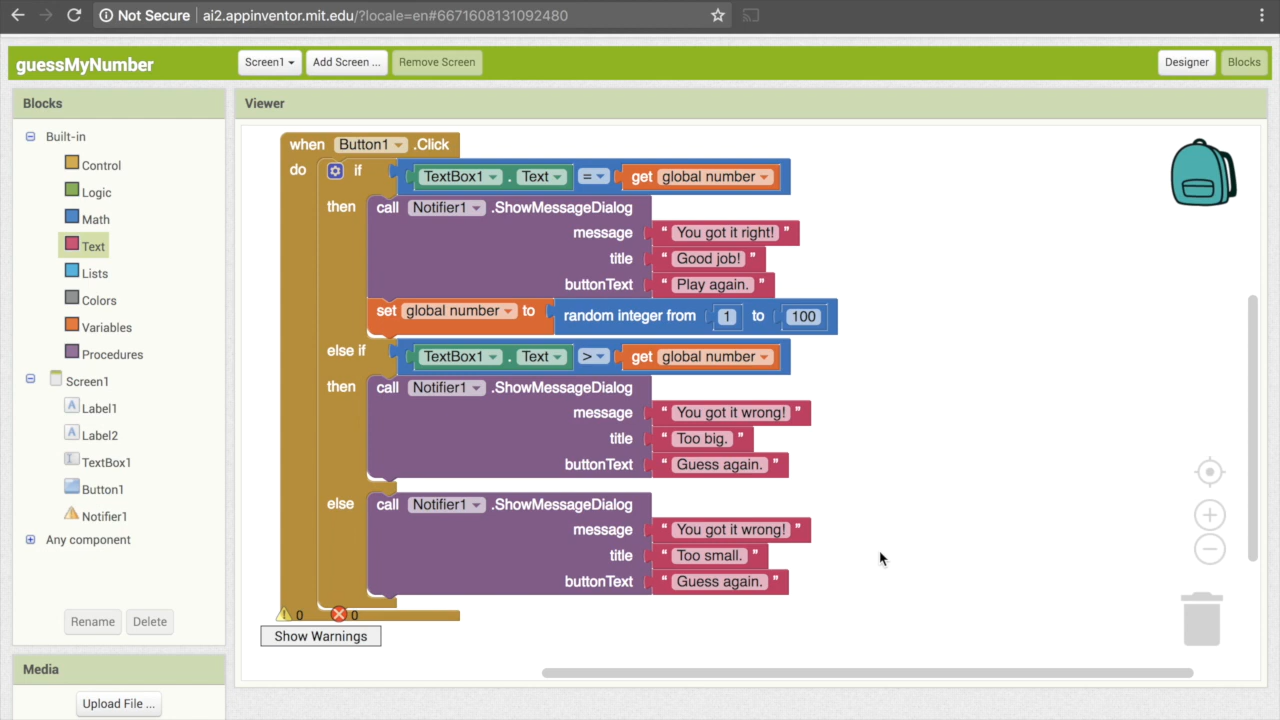 Not Secure | ai2.appinventor.mit.edu/?locale=en#6671608131092480
guessMyNumber
Screen1 Add Screen ... Remove Screen
Designer Blocks
Blocks
Built-in
Control
Logic
Math
Text
Lists
Colors
Variables
Procedures
Screen1
Label1
Label2
TextBox1
Button1
Notifier1
Any component
Rename Delete
Media
Upload File ...
Viewer
when Button1 .Click
do if TextBox1 . Text = get global number
then call Notifier1 .ShowMessageDialog
message “ You got it right! ”
title “ Good job! ”
buttonText “ Play again. ”
set global number to random integer from 1 to 100
else if TextBox1 . Text > get global number
then call Notifier1 .ShowMessageDialog
message “ You got it wrong! ”
title “ Too big. ”
buttonText “ Guess again. ”
else call Notifier1 .ShowMessageDialog
message “ You got it wrong! ”
title “ Too small. ”
buttonText “ Guess again. ”
0 0
Show Warnings